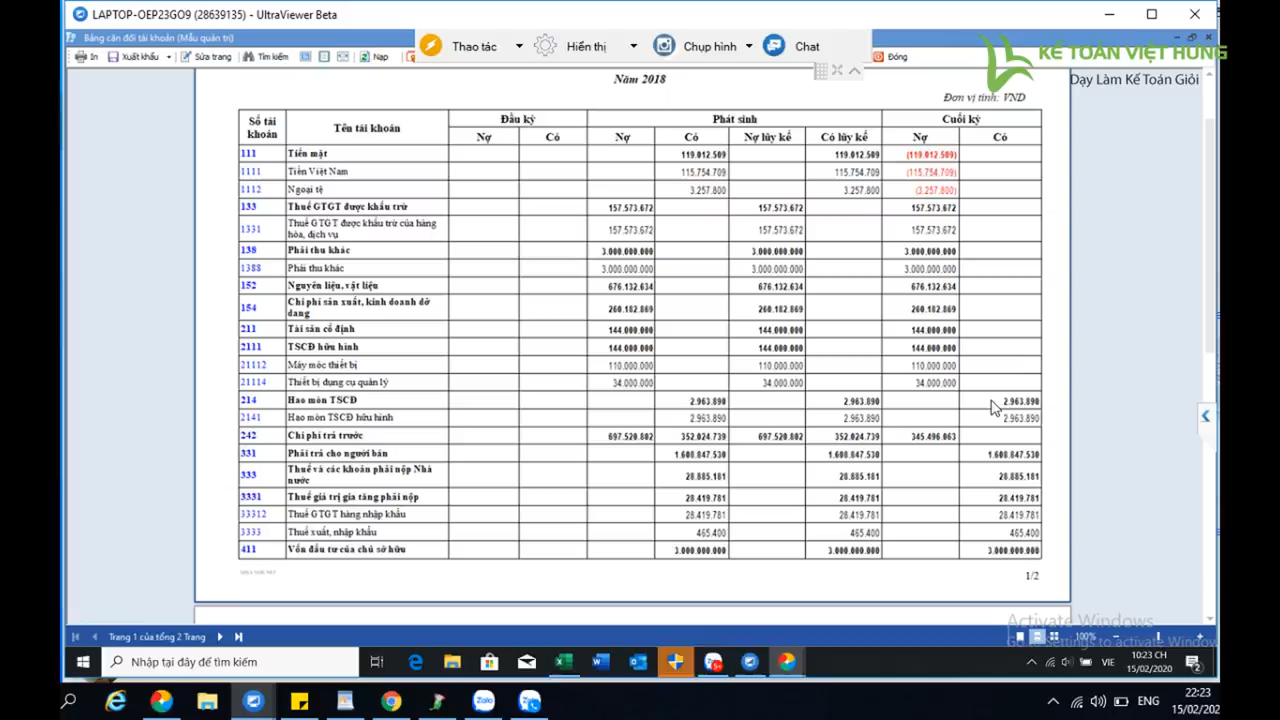 LAPTOP-OEP23GO9 (28639135) - UltraViewer Beta
Bảng cân đối tài khoản (Mẫu quản trị)
Thao tác Hiển thị Chụp hình Chat
In Xuất khẩu Sửa trang Tìm kiếm Nạp Đóng
KẾ TOÁN VIỆT HƯNG
Dạy Làm Kế Toán Giỏi
Năm 2018
Đơn vị tính: VND
Số tài khoản Tên tài khoản Đầu kỳ Phát sinh Cuối kỳ
Nợ Có Nợ Có Nợ lũy kế Có lũy kế Nợ Có
111 Tiền mặt 119.012.509 119.012.509 (119.012.509)
1111 Tiền Việt Nam 115.754.709 115.754.709 (115.754.709)
1112 Ngoại tệ 3.257.800 3.257.800 (3.257.800)
133 Thuế GTGT được khấu trừ 157.573.672 157.573.672 157.573.672
1331 Thuế GTGT được khấu trừ của hàng hóa, dịch vụ 157.573.672 157.573.672 157.573.672
138 Phải thu khác 3.000.000.000 3.000.000.000 3.000.000.000
1388 Phải thu khác 3.000.000.000 3.000.000.000 3.000.000.000
152 Nguyên liệu, vật liệu 676.132.634 676.132.634 676.132.634
154 Chi phí sản xuất, kinh doanh dở dang 260.182.869 260.182.869 260.182.869
211 Tài sản cố định 144.000.000 144.000.000 144.000.000
2111 TSCĐ hữu hình 144.000.000 144.000.000 144.000.000
21112 Máy móc thiết bị 110.000.000 110.000.000 110.000.000
21114 Thiết bị dụng cụ quản lý 34.000.000 34.000.000 34.000.000
214 Hao mòn TSCĐ 2.963.890 2.963.890 2.963.890
2141 Hao mòn TSCĐ hữu hình 2.963.890 2.963.890 2.963.890
242 Chi phí trả trước 697.520.802 352.024.739 697.520.802 352.024.739 345.496.063
331 Phải trả cho người bán 1.608.847.530 1.608.847.530 1.608.847.530
333 Thuế và các khoản phải nộp Nhà nước 28.885.181 28.885.181 28.885.181
3331 Thuế giá trị gia tăng phải nộp 28.419.781 28.419.781 28.419.781
33312 Thuế GTGT hàng nhập khẩu 28.419.781 28.419.781 28.419.781
3333 Thuế xuất, nhập khẩu 465.400 465.400 465.400
411 Vốn đầu tư của chủ sở hữu 3.000.000.000 3.000.000.000 3.000.000.000
1/2
Activate Windows
Go to Settings to activate Window
Trang 1 của tổng 2 Trang 100%
Nhập tại đây để tìm kiếm
VIE
10:23 CH
15/02/2020
2
Zalo
ENG
22:23
15/02/202